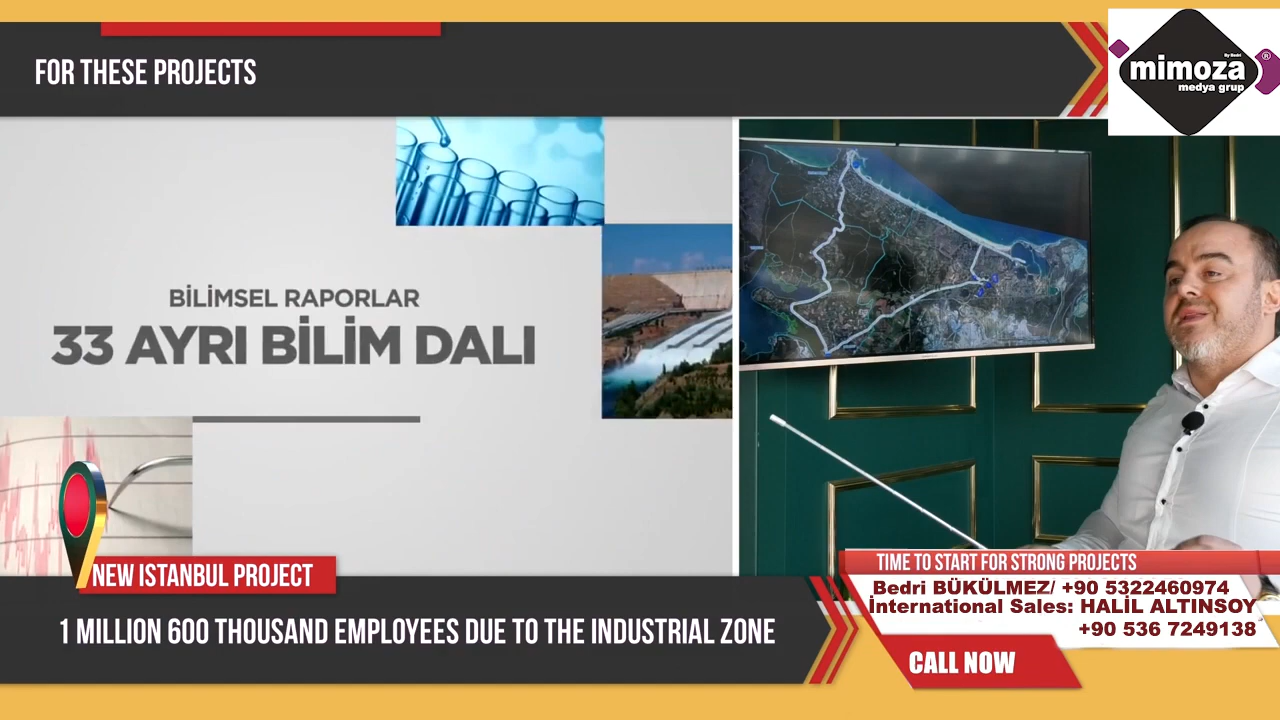 FOR THESE PROJECTS
By Bedri
mimoza
medya grup
®
BİLİMSEL RAPORLAR
33 AYRI BİLİM DALI
NEW ISTANBUL PROJECT
1 MILLION 600 THOUSAND EMPLOYEES DUE TO THE INDUSTRIAL ZONE
TIME TO START FOR STRONG PROJECTS
Bedri BÜKÜLMEZ/ +90 5322460974
İnternational Sales: HALİL ALTINSOY
+90 536 7249138
CALL NOW